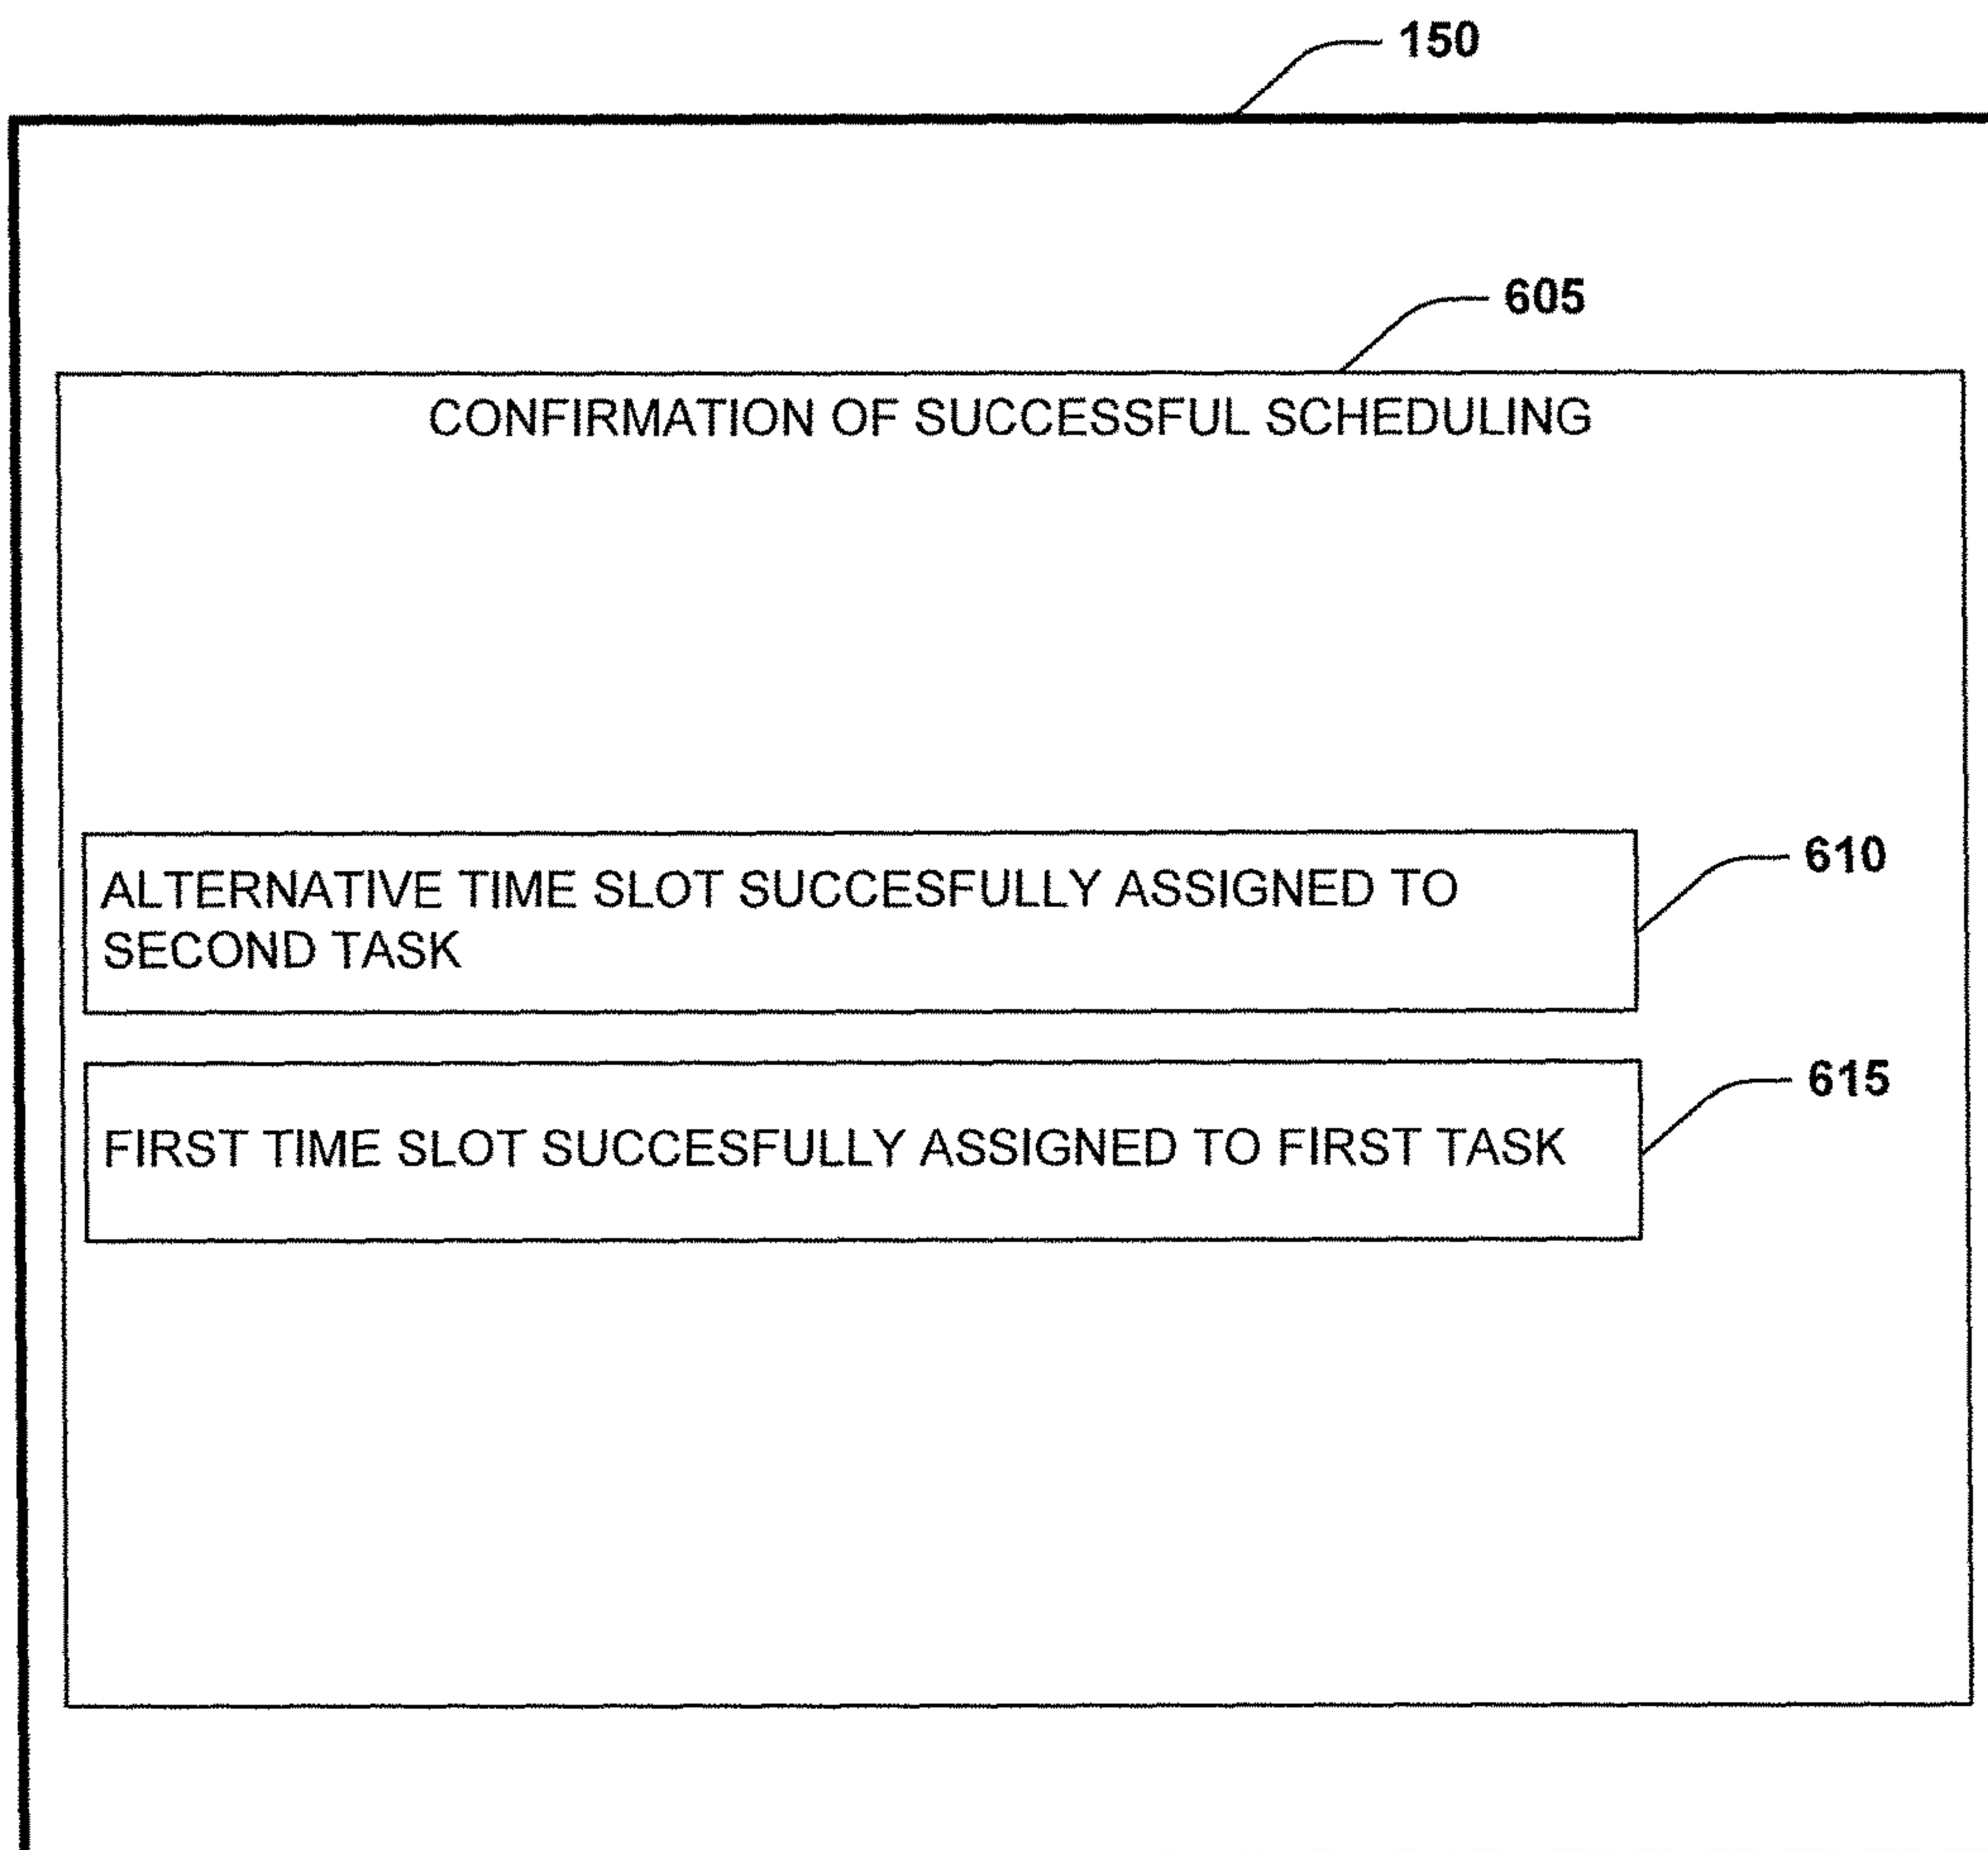 150
605
CONFIRMATION OF SUCCESSFUL SCHEDULING
ALTERNATIVE TIME SLOT SUCCESFULLY ASSIGNED TO
SECOND TASK
610
FIRST TIME SLOT SUCCESFULLY ASSIGNED TO FIRST TASK
615